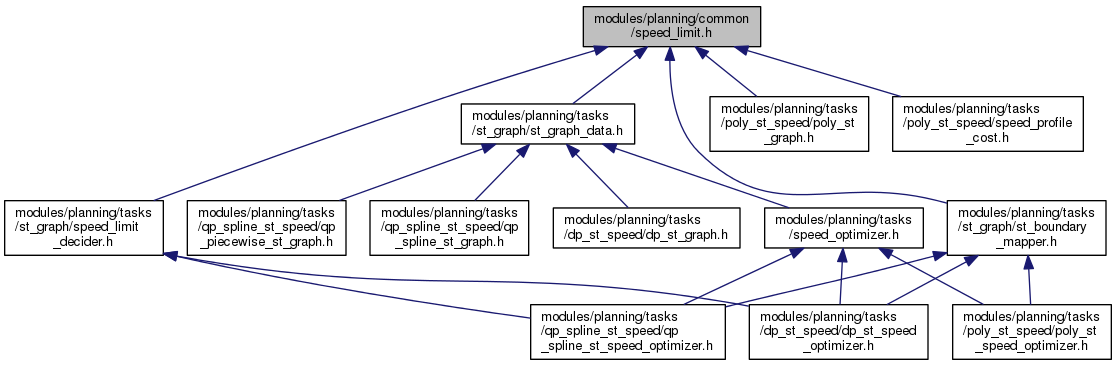 modules/planning/common
/speed_limit.h
modules/planning/tasks
/st_graph/st_graph_data.h
modules/planning/tasks
/poly_st_speed/poly_st
_graph.h
modules/planning/tasks
/poly_st_speed/speed_profile
_cost.h
modules/planning/tasks
/st_graph/speed_limit
_decider.h
modules/planning/tasks
/qp_spline_st_speed/qp
_piecewise_st_graph.h
modules/planning/tasks
/qp_spline_st_speed/qp
_spline_st_graph.h
modules/planning/tasks
/dp_st_speed/dp_st_graph.h
modules/planning/tasks
/speed_optimizer.h
modules/planning/tasks
/st_graph/st_boundary
_mapper.h
modules/planning/tasks
/qp_spline_st_speed/qp
_spline_st_speed_optimizer.h
modules/planning/tasks
/dp_st_speed/dp_st_speed
_optimizer.h
modules/planning/tasks
/poly_st_speed/poly_st
_speed_optimizer.h